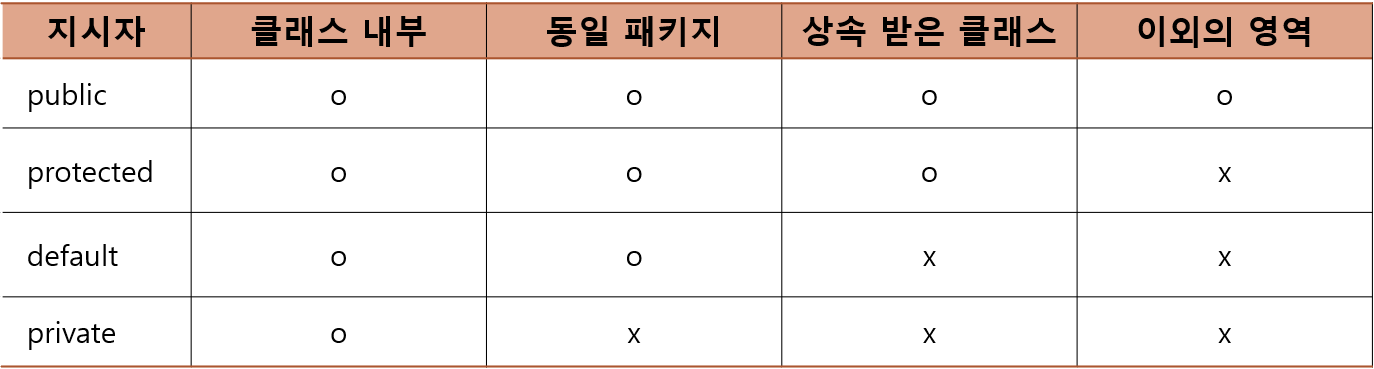 지시자 클래스 내부 동일 패키지 상속 받은 클래스 이외의 영역
public o o o o
protected o o o x
default o o x x
private o x x x